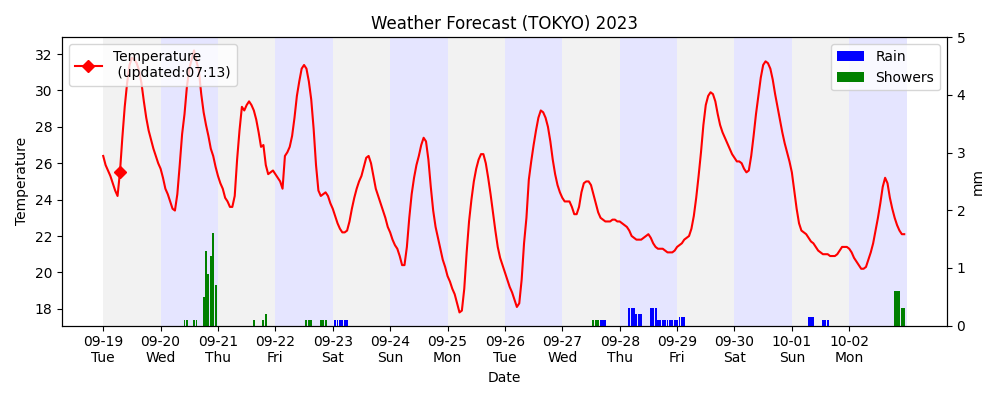 Weather Forecast (TOKYO) 2023
Temperature
(updated:07:13)
Rain
Showers
32
30
28
26
24
22
20
18
Temperature
5
4
3
2
1
0
mm
09-19 09-20 09-21 09-22 09-23 09-24 09-25 09-26 09-27 09-28 09-29 09-30 10-01 10-02
Tue Wed Thu Fri Sat Sun Mon Tue Wed Thu Fri Sat Sun Mon
Date